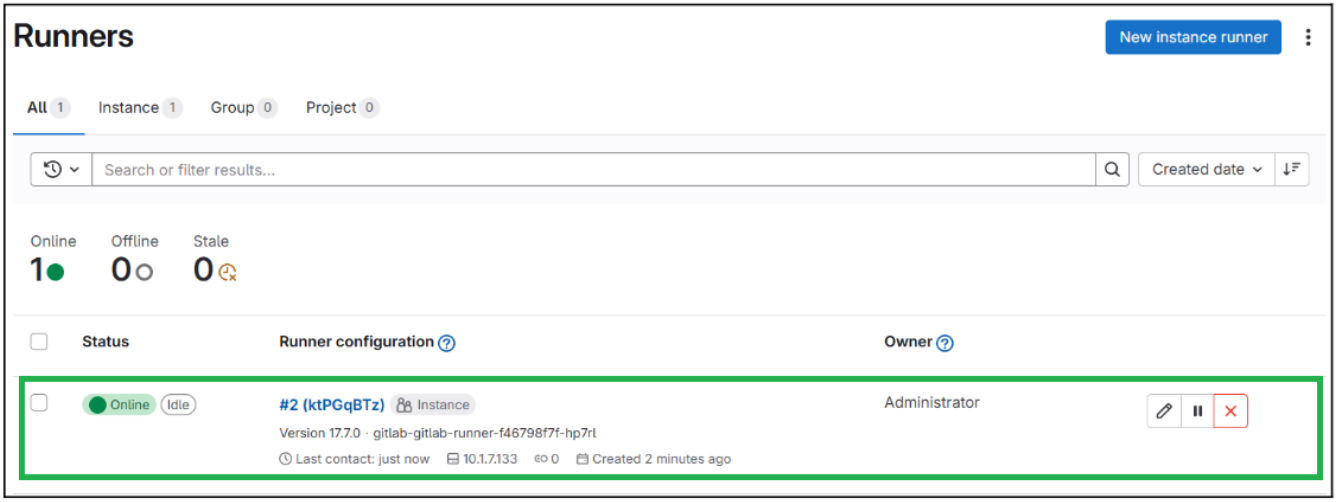 Runners
New instance runner
All 1 Instance 1 Group 0 Project 0
Search or filter results...
Created date
Online Offline Stale
1 0 0
Status Runner configuration Owner
Online Idle #2 (ktPGqBTz) Instance Administrator
Version 17.7.0 · gitlab-gitlab-runner-f46798f7f-hp7rl
Last contact: just now 10.1.7.133 0 Created 2 minutes ago